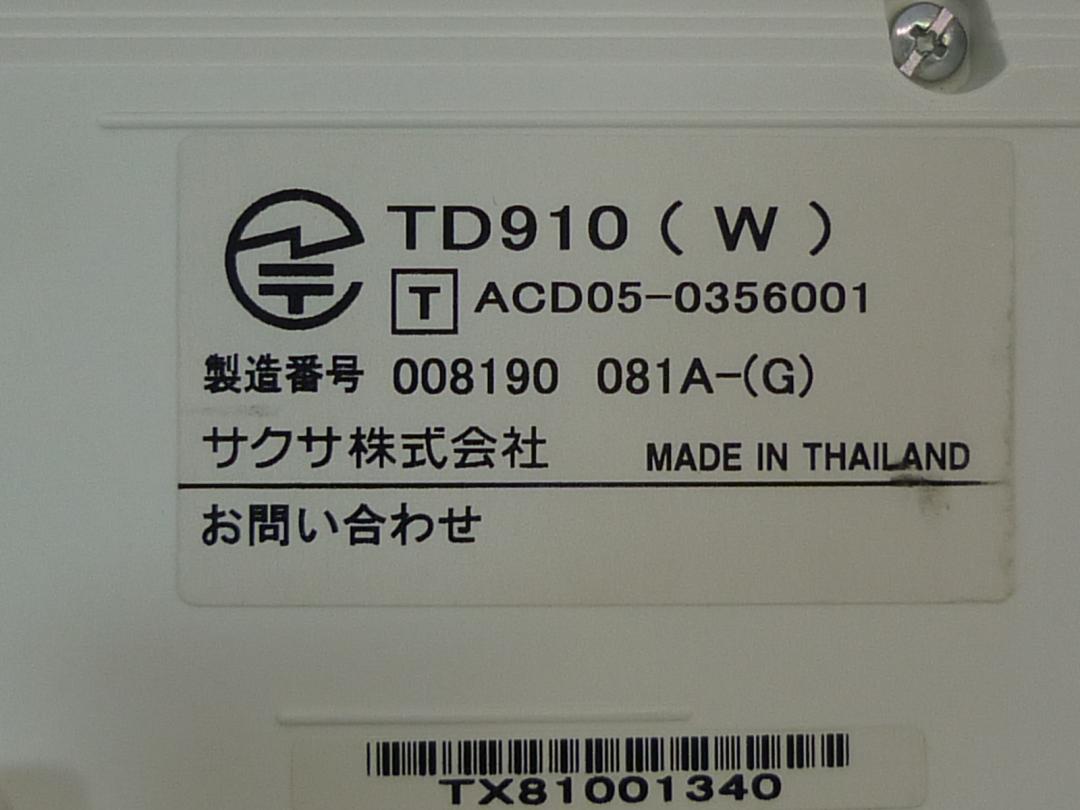 TD910 ( W )
T ACD05-0356001
製造番号 008190 081A-(G)
サクサ株式会社 MADE IN THAILAND
お問い合わせ
TX81001340